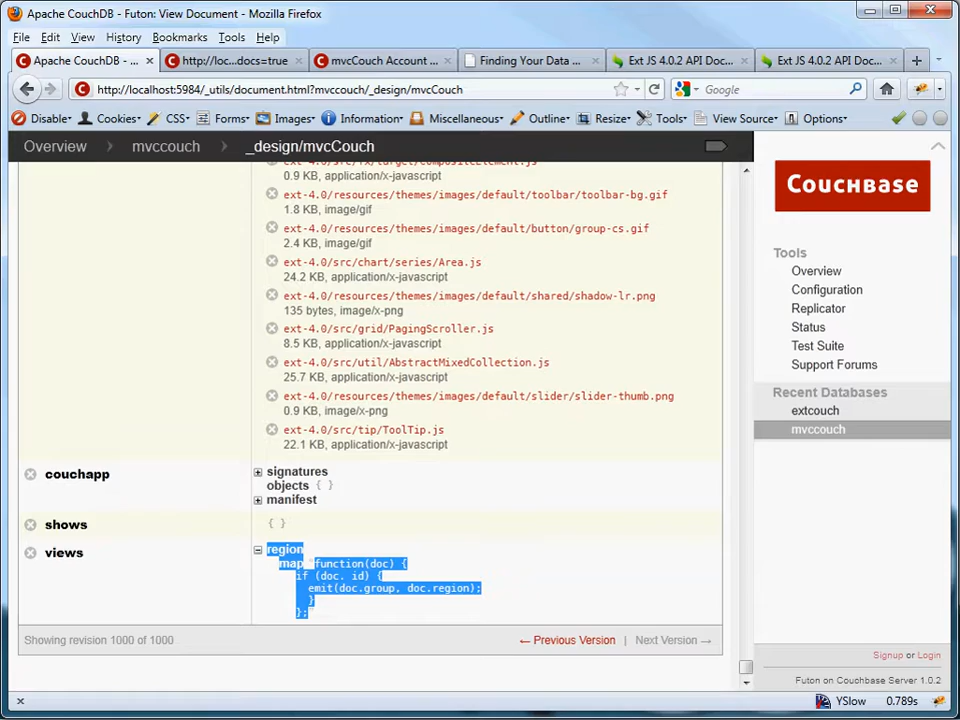 Apache CouchDB - Futon: View Document - Mozilla Firefox
File Edit View History Bookmarks Tools Help
Apache CouchDB - ... × http://loc...docs=true × mvcCouch Account ... × Finding Your Data ... × Ext JS 4.0.2 API Doc... × Ext JS 4.0.2 API Doc... × +
http://localhost:5984/_utils/document.html?mvccouch/_design/mvcCouch Google
Disable Cookies CSS Forms Images Information Miscellaneous Outline Resize Tools View Source Options
Overview mvccouch _design/mvcCouch
ext-4.0/src/fx/target/CompositeElement.js
0.9 KB, application/x-javascript
ext-4.0/resources/themes/images/default/toolbar/toolbar-bg.gif
1.8 KB, image/gif
ext-4.0/resources/themes/images/default/button/group-cs.gif
2.4 KB, image/gif
ext-4.0/src/chart/series/Area.js
24.2 KB, application/x-javascript
ext-4.0/resources/themes/images/default/shared/shadow-lr.png
135 bytes, image/x-png
ext-4.0/src/grid/PagingScroller.js
8.5 KB, application/x-javascript
ext-4.0/src/util/AbstractMixedCollection.js
25.7 KB, application/x-javascript
ext-4.0/resources/themes/images/default/slider/slider-thumb.png
0.9 KB, image/x-png
ext-4.0/src/tip/ToolTip.js
22.1 KB, application/x-javascript
couchapp
signatures
objects { }
manifest
shows
{ }
views
region
map "function(doc) {
if (doc._id) {
emit(doc.group, doc.region);
}
};"
Showing revision 1000 of 1000 ← Previous Version | Next Version →
COUCHBASE
Tools
Overview
Configuration
Replicator
Status
Test Suite
Support Forums
Recent Databases
extcouch
mvccouch
Signup or Login
Futon on Couchbase Server 1.0.2
× YSlow 0.789s